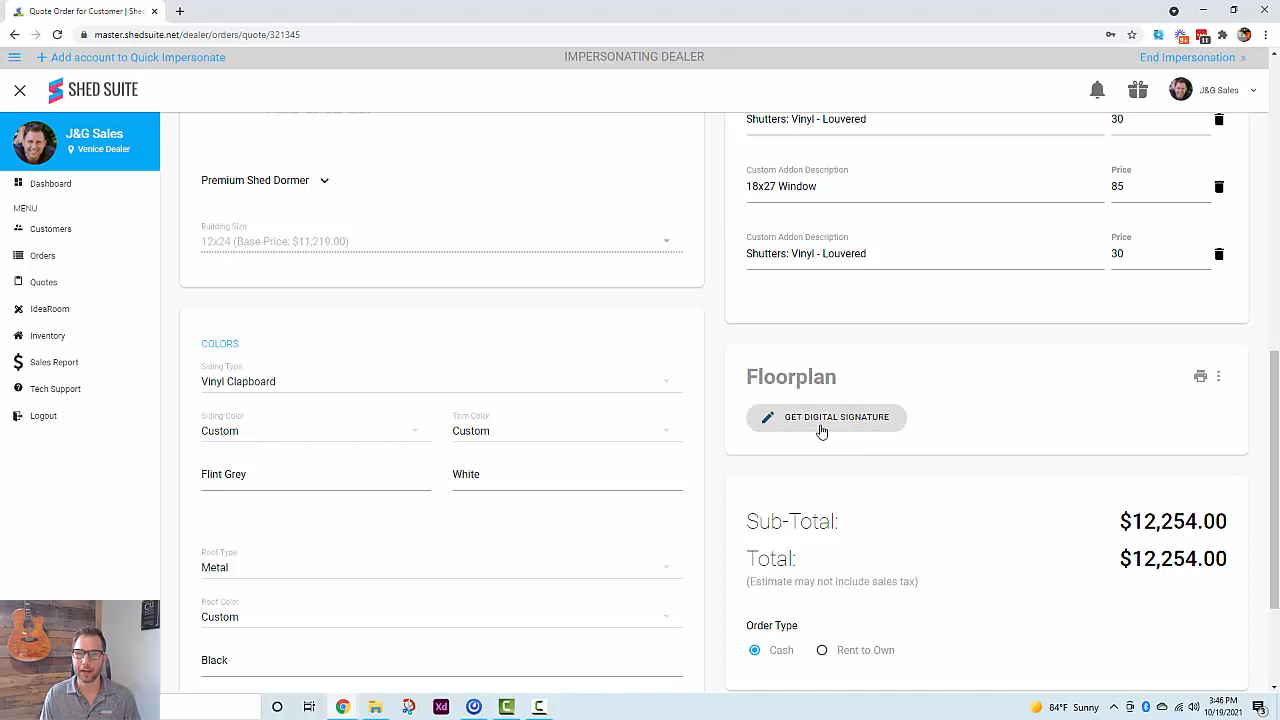 Quote Order for Customer | Shed
master.shedsuite.net/dealer/orders/quote/321345
9+
11
Add account to Quick Impersonate
IMPERSONATING DEALER
End Impersonation »
SHED SUITE
J&G Sales
J&G Sales
Venice Dealer
Dashboard
MENU
Customers
Orders
Quotes
IdeaRoom
Inventory
Sales Report
Tech Support
Logout
Premium Shed Dormer
Building Size
12x24 (Base Price: $11,219.00)
COLORS
Siding Type
Vinyl Clapboard
Siding Color
Custom
Trim Color
Custom
Flint Grey
White
Roof Type
Metal
Roof Color
Custom
Black
Shutters: Vinyl - Louvered
30
Custom Addon Description
Price
18x27 Window
85
Custom Addon Description
Price
Shutters: Vinyl - Louvered
30
Floorplan
GET DIGITAL SIGNATURE
Sub-Total:
$12,254.00
Total:
$12,254.00
(Estimate may not include sales tax)
Order Type
Cash
Rent to Own
Xd
84°F Sunny
3:46 PM
10/19/2021
3